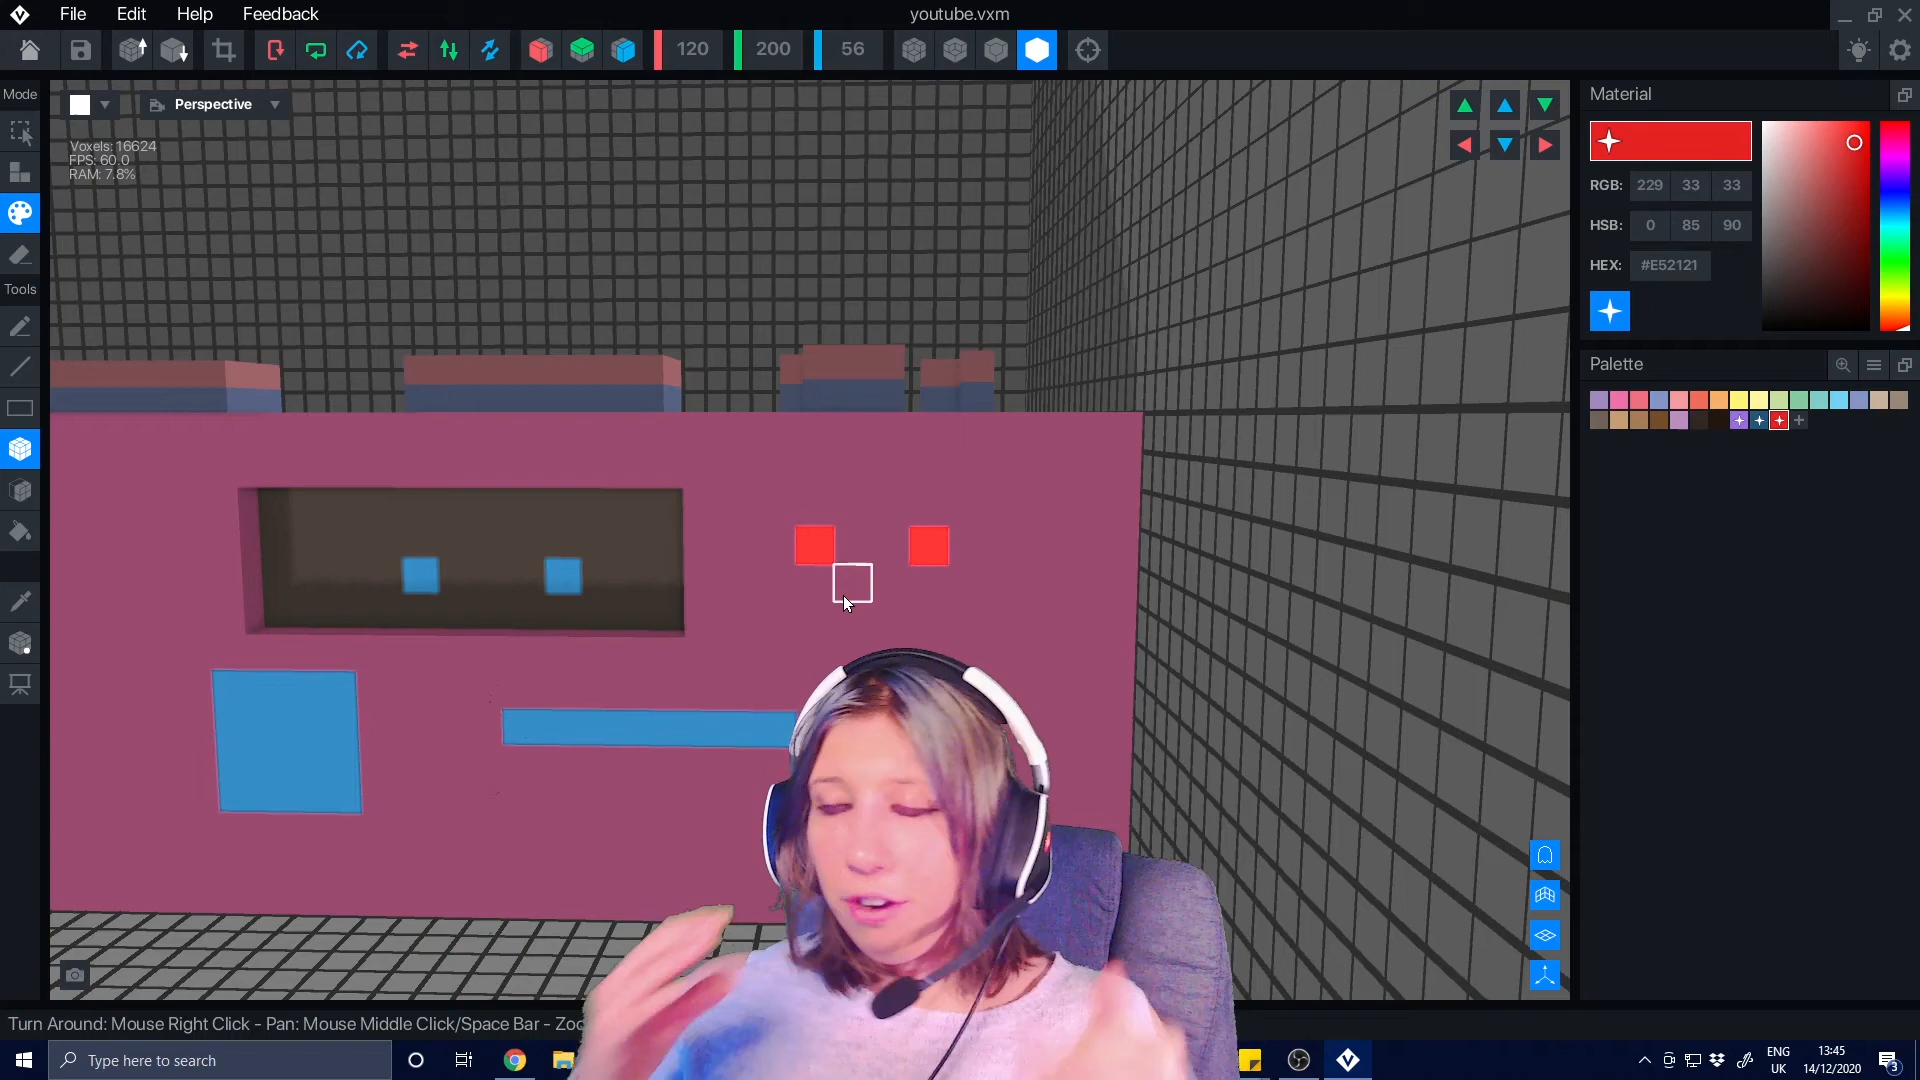 File Edit Help Feedback youtube.vxm
120 200 56
Mode
Perspective
Material
Voxels: 16624
FPS: 60.0
RAM: 7.8%
RGB: 229 33 33
HSB: 0 85 90
HEX: #E52121
Tools
Palette
Turn Around: Mouse Right Click - Pan: Mouse Middle Click/Space Bar - Zoo
Type here to search
ENG
UK
13:45
14/12/2020
3